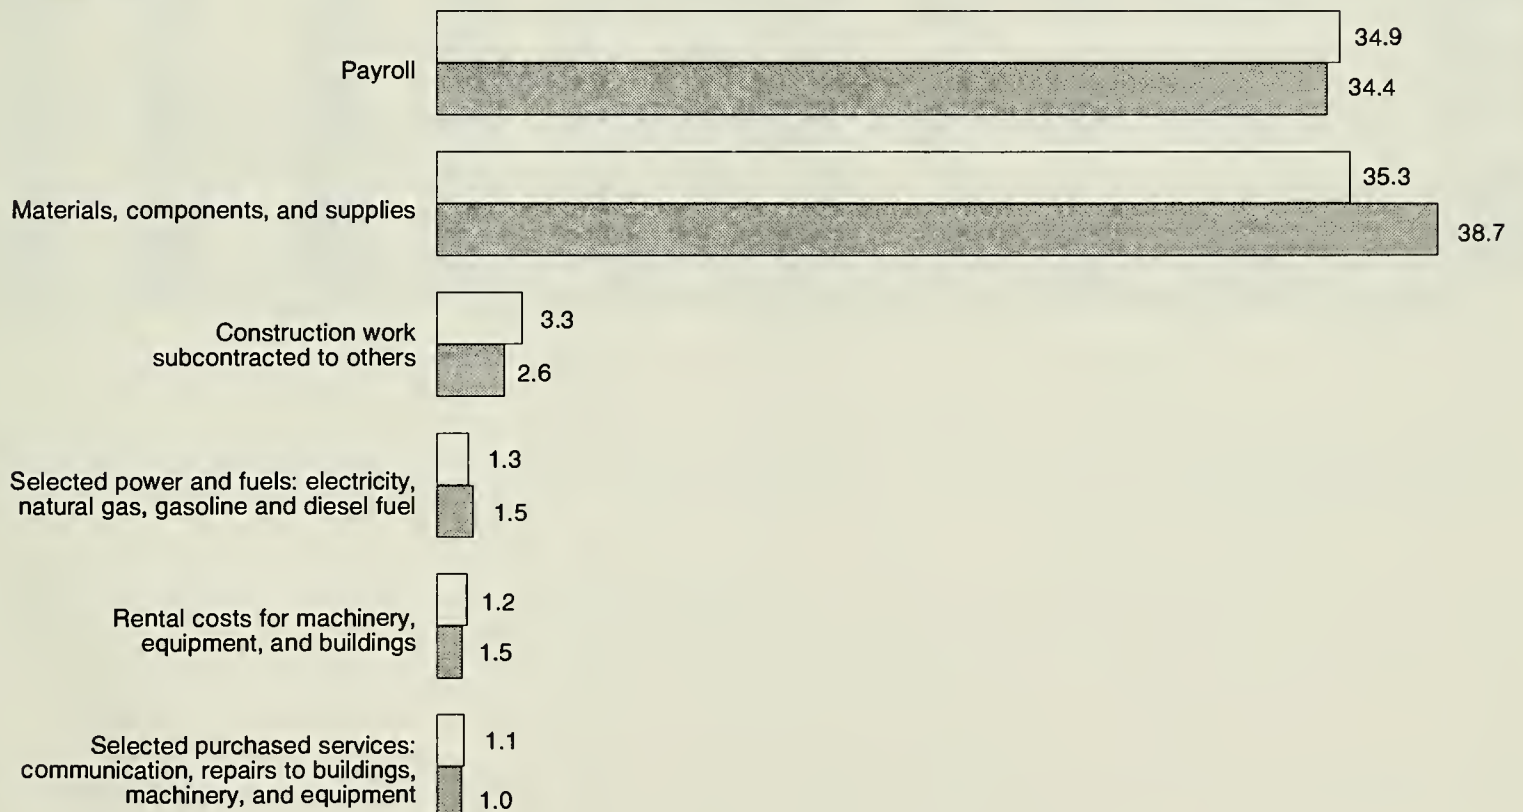 34.9
Payroll
34.4
35.3
Materials, components, and supplies
38.7
3.3
Construction work
subcontracted to others
2.6
1.3
Selected power and fuels: electricity,
natural gas, gasoline and diesel fuel
1.5
1.2
Rental costs for machinery,
equipment, and buildings
1.5
1.1
Selected purchased services:
communication, repairs to buildings,
machinery, and equipment
1.0